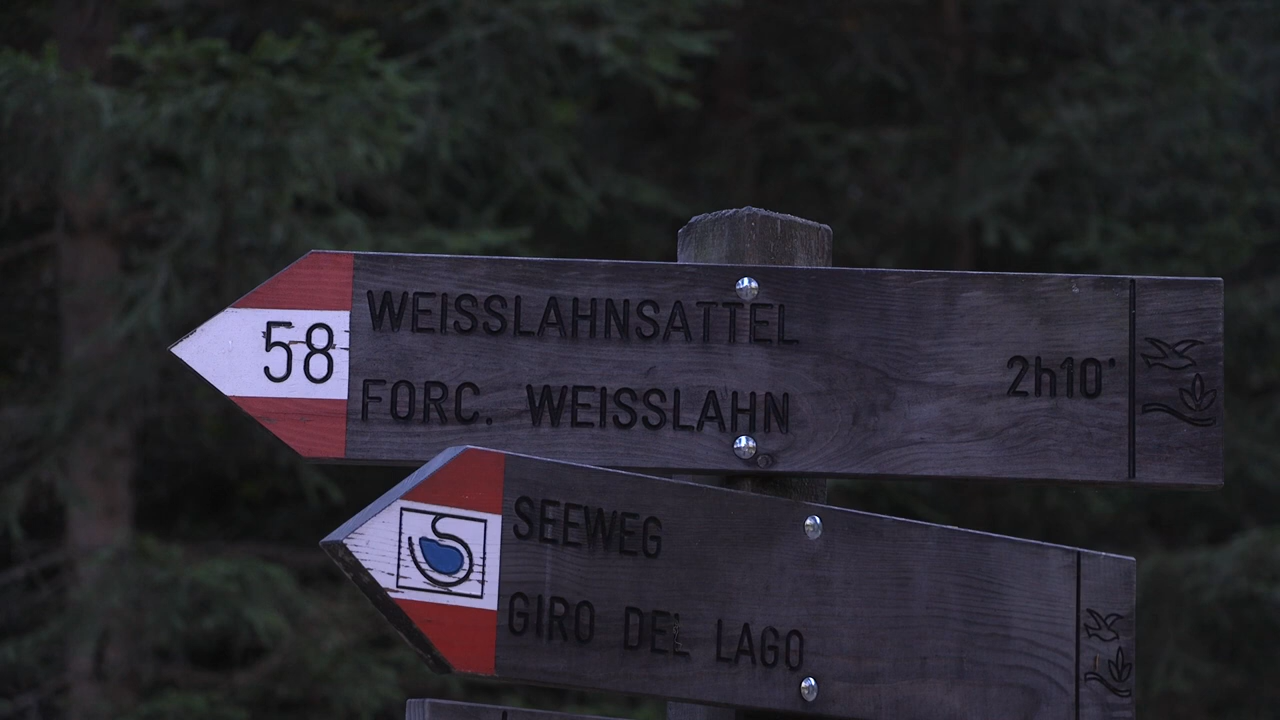 58
WEISSLAHNSATTEL
FORC. WEISSLAHN
2h10'
SEEWEG
GIRO DEL LAGO